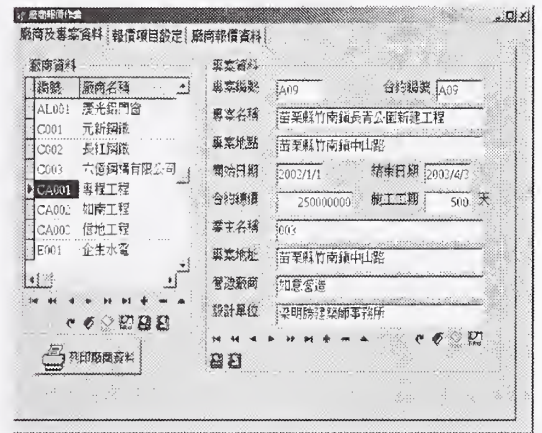 廠商報價作業
廠商及專案資料 報價項目設定 廠商報價資料
廠商資料
編號 廠商名稱
AL001 慶光鋁門窗
C001 元新鋼鐵
C002 長紅鋼鐵
C003 六億鋼構有限公司
CA001 專程工程
CA002 如南工程
信地工程
E001 企生水電
列印廠商資料
專案資料
專案編號 A09 合約編號 A09
專案名稱 苗栗縣竹南鎮長青公園新建工程
專案地點 苗栗縣竹南鎮中山路
開始日期 2002/1/1 結束日期 2003/4/3
合約總價 250000000 施工工期 500 天
業主名稱 003
專案地址 苗栗縣竹南鎮中山路
營造廠商 如意營造
設計單位 梁明勝建築師事務所